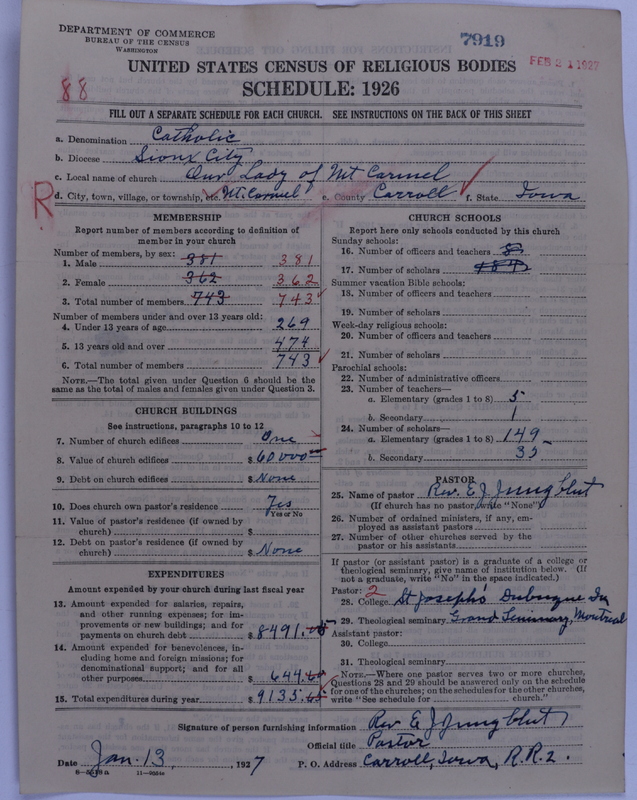 DEPARTMENT OF COMMERCE
BUREAU OF THE CENSUS
WASHINGTON
7919
FEB 21 1927
UNITED STATES CENSUS OF RELIGIOUS BODIES
SCHEDULE: 1926
88
FILL OUT A SEPARATE SCHEDULE FOR EACH CHURCH. SEE INSTRUCTIONS ON THE BACK OF THIS SHEET
a. Denomination Catholic
b. Diocese Sioux City
c. Local name of church Our Lady of Mt Carmel
R
d. City, town, village, or township, etc. Mt. Carmel e. County Carroll f. State Iowa
MEMBERSHIP
Report number of members according to definition of
member in your church
Number of members, by sex:
1. Male 381 381
2. Female 362 362
3. Total number of members 743 743
Number of members under and over 13 years old:
4. Under 13 years of age 269
5. 13 years old and over 474
6. Total number of members 743
NOTE.—The total given under Question 6 should be the
same as the total of males and females given under Question 3.
CHURCH BUILDINGS
See instructions, paragraphs 10 to 12
7. Number of church edifices One
8. Value of church edifices $60000
9. Debt on church edifices $None
10. Does church own pastor's residence Yes
Yes or No
11. Value of pastor's residence (if owned by
church) $
12. Debt on pastor's residence (if owned by
church) $None
EXPENDITURES
Amount expended by your church during last fiscal year
13. Amount expended for salaries, repairs,
and other running expenses; for im-
provements or new buildings; and for
payments on church debt $8491.
14. Amount expended for benevolences, in-
cluding home and foreign missions; for
denominational support; and for all
other purposes $644.
15. Total expenditures during year $9135.
CHURCH SCHOOLS
Report here only schools conducted by this church
Sunday schools:
16. Number of officers and teachers 8
17. Number of scholars 184
Summer vacation Bible schools:
18. Number of officers and teachers
19. Number of scholars
Week-day religious schools:
20. Number of officers and teachers
21. Number of scholars
Parochial schools:
22. Number of administrative officers
23. Number of teachers—
a. Elementary (grades 1 to 8) 5
b. Secondary 1
24. Number of scholars—
a. Elementary (grades 1 to 8) 149
b. Secondary 35
PASTOR
25. Name of pastor Rev. E. J. Jungblut
(If church has no pastor, write "None")
26. Number of ordained ministers, if any, em-
ployed as assistant pastors
27. Number of other churches served by the
pastor or his assistants
If pastor (or assistant pastor) is a graduate of a college or
theological seminary, give name of institution below. (If
not a graduate, write "No" in the space indicated.)
Pastor: 2
28. College St Joseph's Dubuque Ia
29. Theological seminary Grand Seminary, Montreal
Assistant pastor:
30. College
31. Theological seminary
NOTE.—Where one pastor serves two or more churches,
Questions 28 and 29 should be answered only on the schedule
for one of the churches; on the schedules for the other churches,
write "See schedule for church."
Signature of person furnishing information Rev E J Jungblut
Official title Pastor
Date Jan. 13, 1927 P. O. Address Carroll, Iowa, R.R. 2.
8—5618 a 11—9654